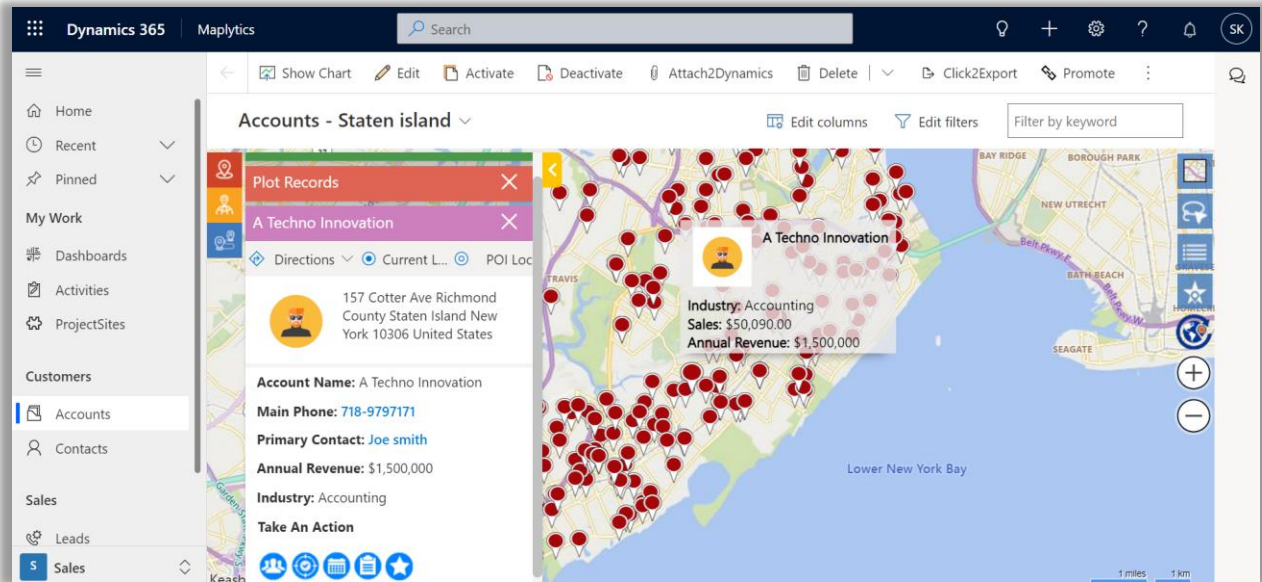 Dynamics 365
Maplytics
Search
SK
Show Chart
Edit
Activate
Deactivate
Attach2Dynamics
Delete
Click2Export
Promote
Home
Recent
Pinned
My Work
Dashboards
Activities
ProjectSites
Customers
Accounts
Contacts
Sales
Leads
S
Sales
Accounts - Staten island
Edit columns
Edit filters
Filter by keyword
Plot Records
A Techno Innovation
Directions
Current L...
POI Loc
157 Cotter Ave Richmond
County Staten Island New
York 10306 United States
Account Name: A Techno Innovation
Main Phone: 718-9797171
Primary Contact: Joe smith
Annual Revenue: $1,500,000
Industry: Accounting
Take An Action
A Techno Innovation
Industry: Accounting
Sales: $50,090.00
Annual Revenue: $1,500,000
BAY RIDGE
BOROUGH PARK
NEW UTRECHT
Belt Pkwy E
BATH BEACH
Belt Pkwy W
TRAVIS
SEAGATE
Lower New York Bay
1 miles
1 km